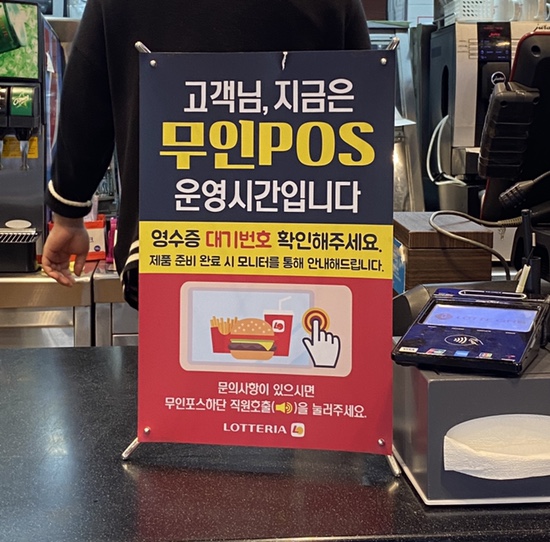 고객님, 지금은
무인POS
운영시간입니다
영수증 대기번호 확인해주세요.
제품 준비 완료 시 모니터를 통해 안내해드립니다.
문의사항이 있으시면
무인포스하단 직원호출(🔊)을 눌러주세요.
LOTTERIA